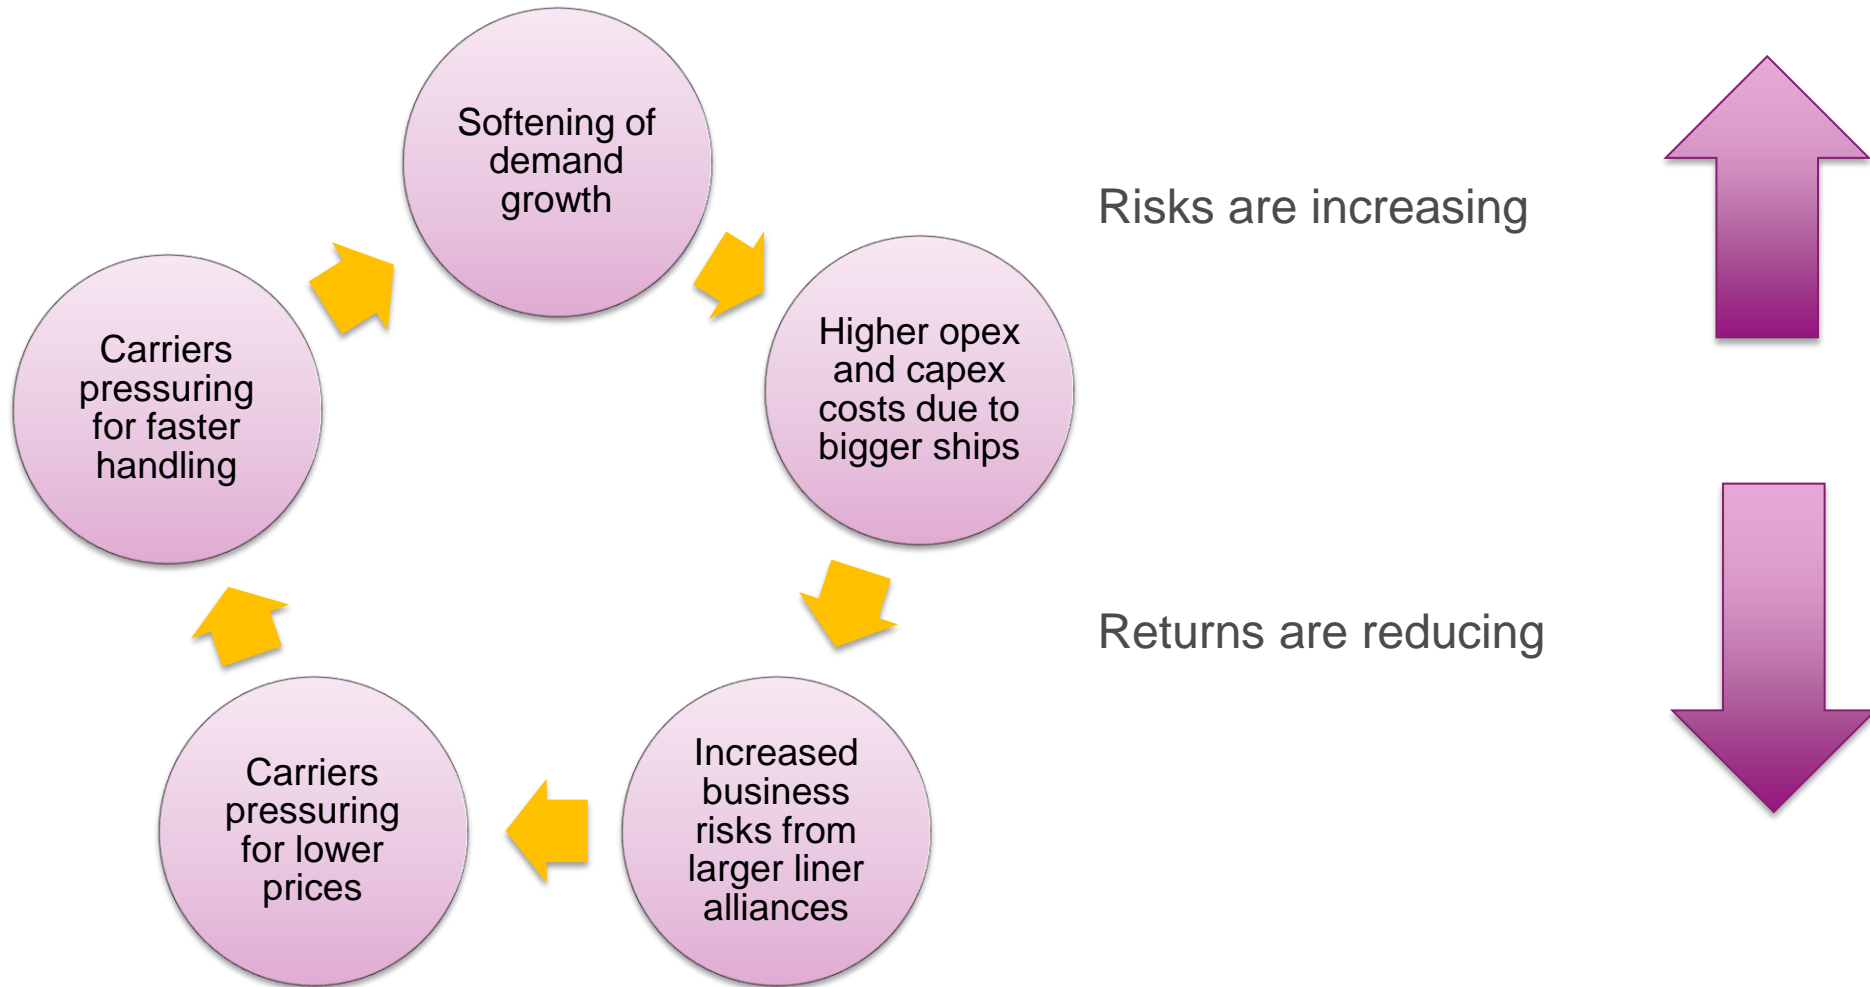 Softening of
demand
growth
Higher opex
and capex
costs due to
bigger ships
Increased
business
risks from
larger liner
alliances
Carriers
pressuring
for lower
prices
Carriers
pressuring
for faster
handling
Risks are increasing
Returns are reducing